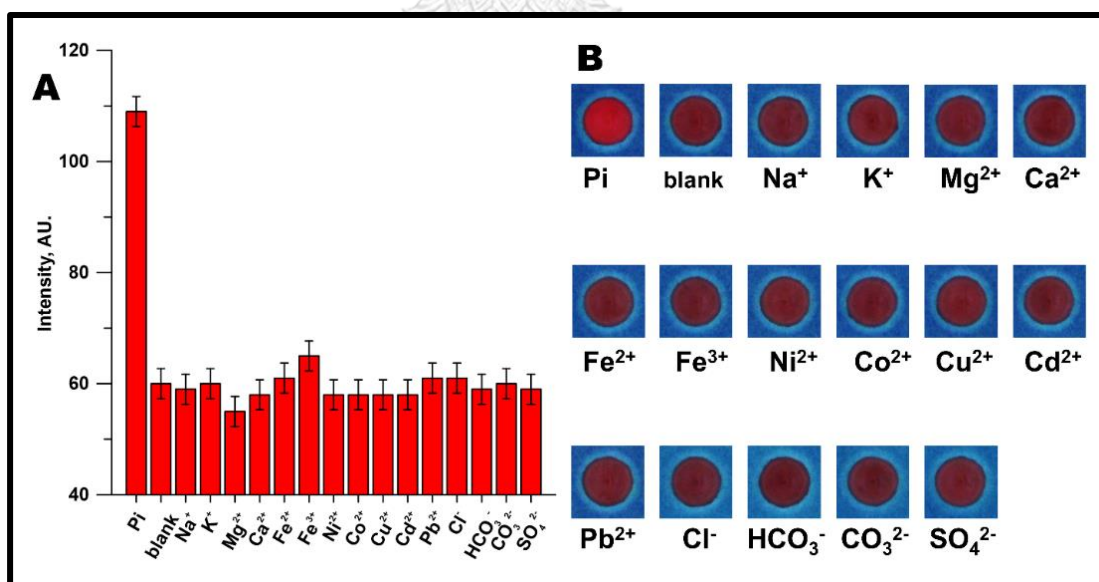 A
120
100
80
60
40
Intensity, AU.
Pi
blank
Na⁺
K⁺
Mg²⁺
Ca²⁺
Fe²⁺
Fe³⁺
Ni²⁺
Co²⁺
Cu²⁺
Cd²⁺
Pb²⁺
Cl⁻
HCO₃⁻
CO₃²⁻
SO₄²⁻
B
Pi blank Na⁺ K⁺ Mg²⁺ Ca²⁺
Fe²⁺ Fe³⁺ Ni²⁺ Co²⁺ Cu²⁺ Cd²⁺
Pb²⁺ Cl⁻ HCO₃⁻ CO₃²⁻ SO₄²⁻